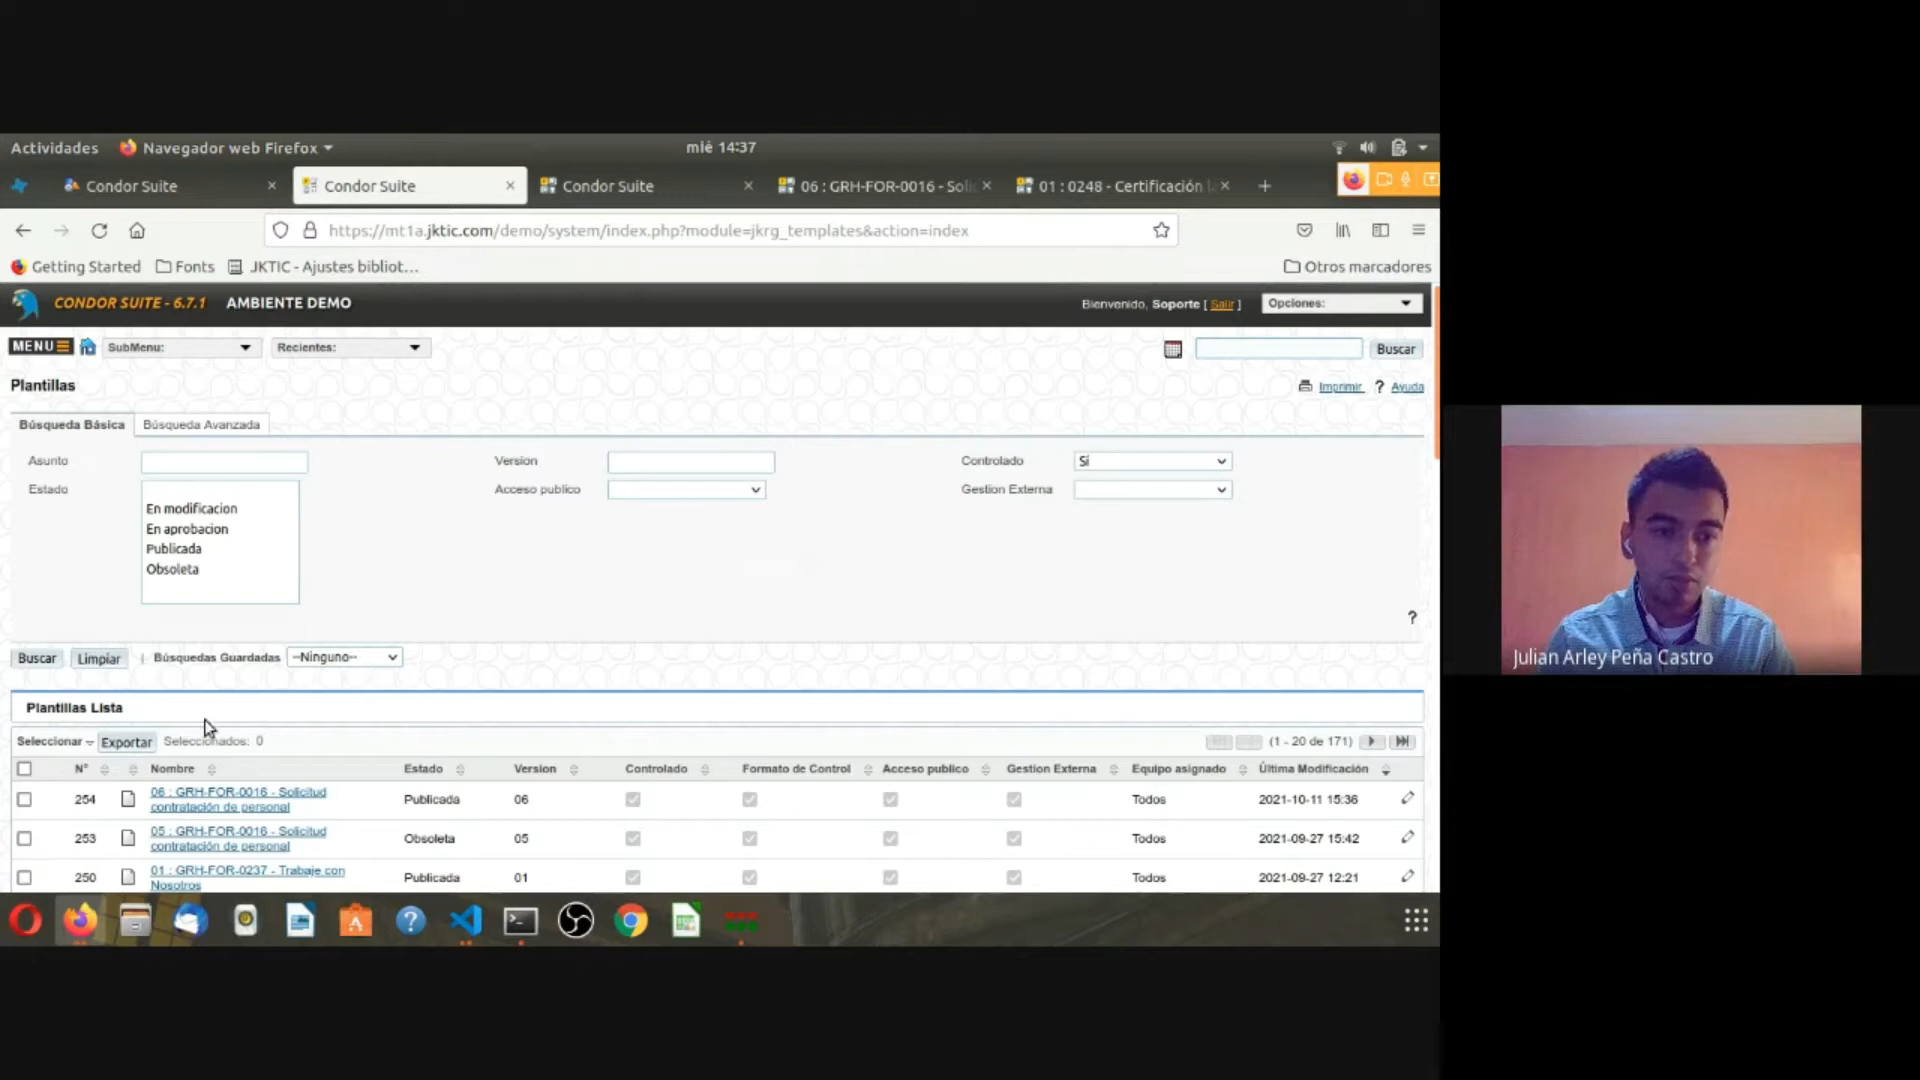 Actividades Navegador web Firefox mié 14:37
Condor Suite Condor Suite Condor Suite 06 : GRH-FOR-0016 - Soli 01 : 0248 - Certificación
https://mt1a.jktic.com/demo/system/index.php?module=jkrg_templates&action=index
Getting Started Fonts JKTIC - Ajustes bibliot... Otros marcadores
CONDOR SUITE - 6.7.1 AMBIENTE DEMO Bienvenido, Soporte [ Salir ] Opciones:
MENU SubMenu: Recientes: Buscar
Plantillas Imprimir ? Ayuda
Búsqueda Básica Búsqueda Avanzada
Asunto Version Controlado Sí
Estado Acceso publico Gestion Externa
En modificacion
En aprobacion
Publicada
Obsoleta
?
Buscar Limpiar | Búsquedas Guardadas --Ninguno--
Julian Arley Peña Castro
Plantillas Lista
Seleccionar Exportar Seleccionados: 0 (1 - 20 de 171)
Nº Nombre Estado Version Controlado Formato de Control Acceso publico Gestion Externa Equipo asignado Última Modificación
254 06 : GRH-FOR-0016 - Solicitud contratación de personal Publicada 06 Todos 2021-10-11 15:36
253 05 : GRH-FOR-0016 - Solicitud contratación de personal Obsoleta 05 Todos 2021-09-27 15:42
250 01 : GRH-FOR-0237 - Trabaje con Nosotros Publicada 01 Todos 2021-09-27 12:21